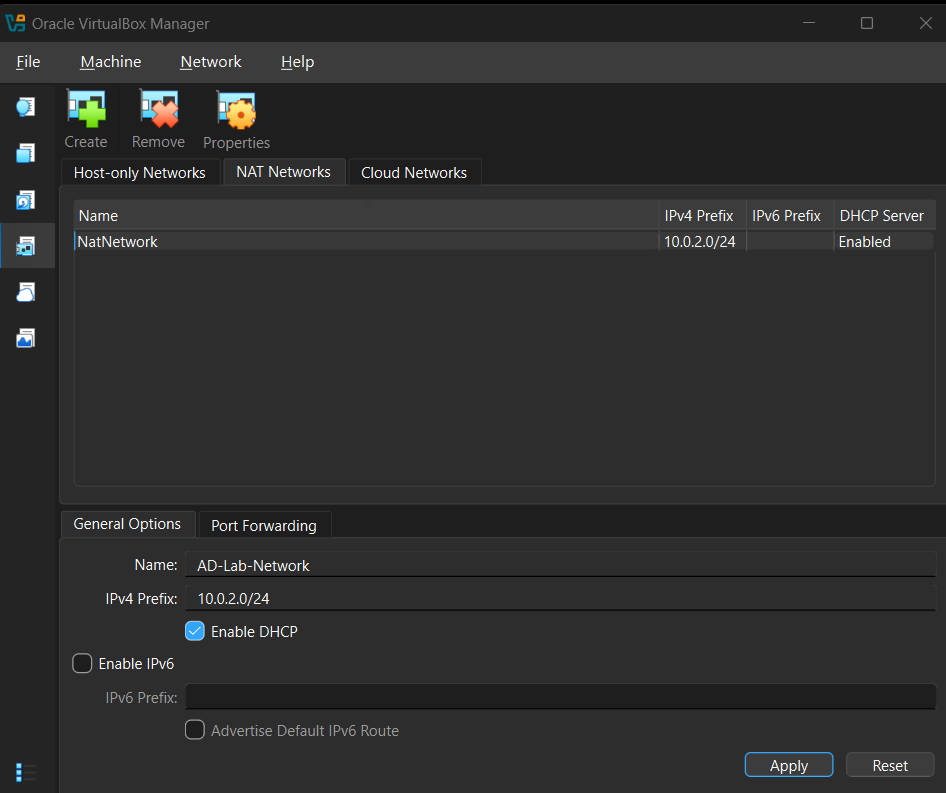 Oracle VirtualBox Manager
File Machine Network Help
Create Remove Properties
Host-only Networks NAT Networks Cloud Networks
Name IPv4 Prefix IPv6 Prefix DHCP Server
NatNetwork 10.0.2.0/24 Enabled
General Options Port Forwarding
Name: AD-Lab-Network
IPv4 Prefix: 10.0.2.0/24
Enable DHCP
Enable IPv6
IPv6 Prefix:
Advertise Default IPv6 Route
Apply Reset